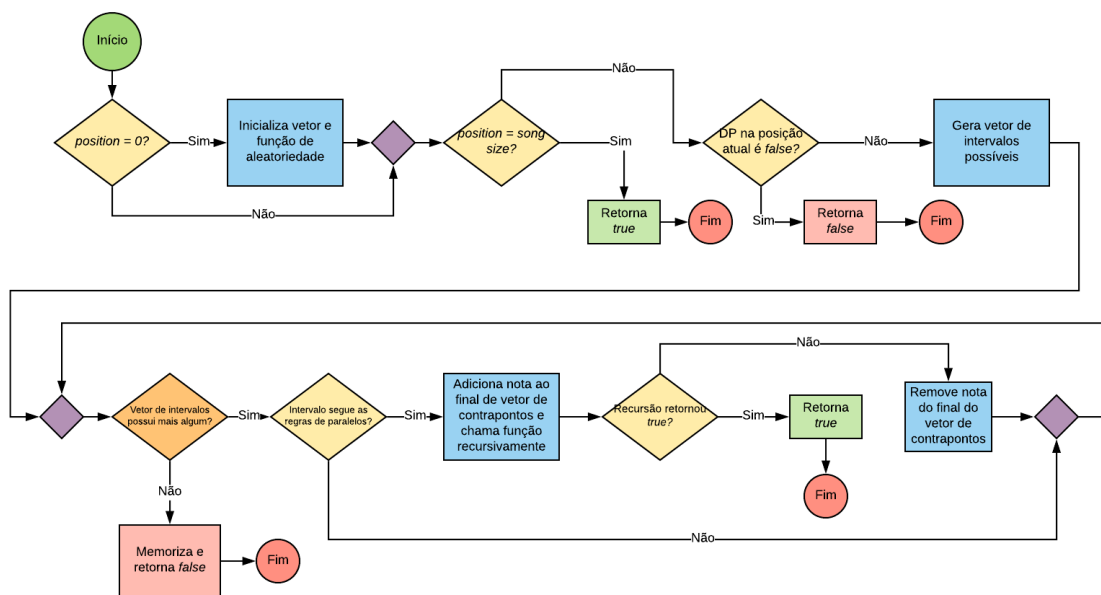 Início
position = 0?
Sim
Não
Inicializa vetor e
função de
aleatoriedade
position = song
size?
Não
Sim
Retorna
true
Fim
DP na posição
atual é false?
Não
Sim
Retorna
false
Fim
Gera vetor de
intervalos
possíveis
Vetor de intervalos
possui mais algum?
Sim
Não
Memoriza e
retorna false
Fim
Intervalo segue as
regras de paralelos?
Sim
Não
Adiciona nota ao
final de vetor de
contrapontos e
chama função
recursivamente
Recursão retornou
true?
Não
Sim
Retorna
true
Fim
Remove nota
do final do
vetor de
contrapontos